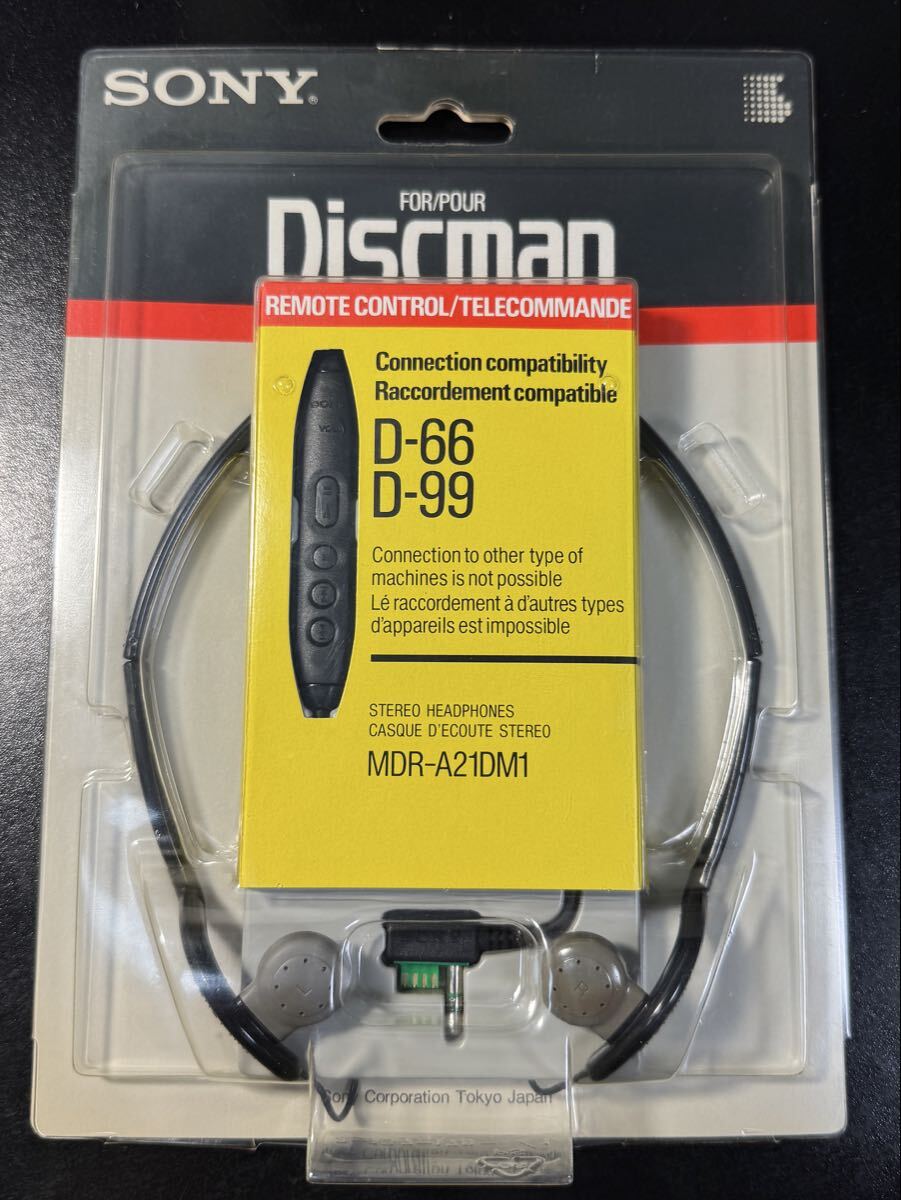 SONY®
FOR/POUR
Discman
REMOTE CONTROL/TELECOMMANDE
Connection compatibility
Raccordement compatible
SONY
D-66
D-99
Connection to other type of
machines is not possible
Lé raccordement à d'autres types
d'appareils est impossible
STEREO HEADPHONES
CASQUE D'ECOUTE STEREO
MDR-A21DM1
L
R
Sony Corporation Tokyo Japan